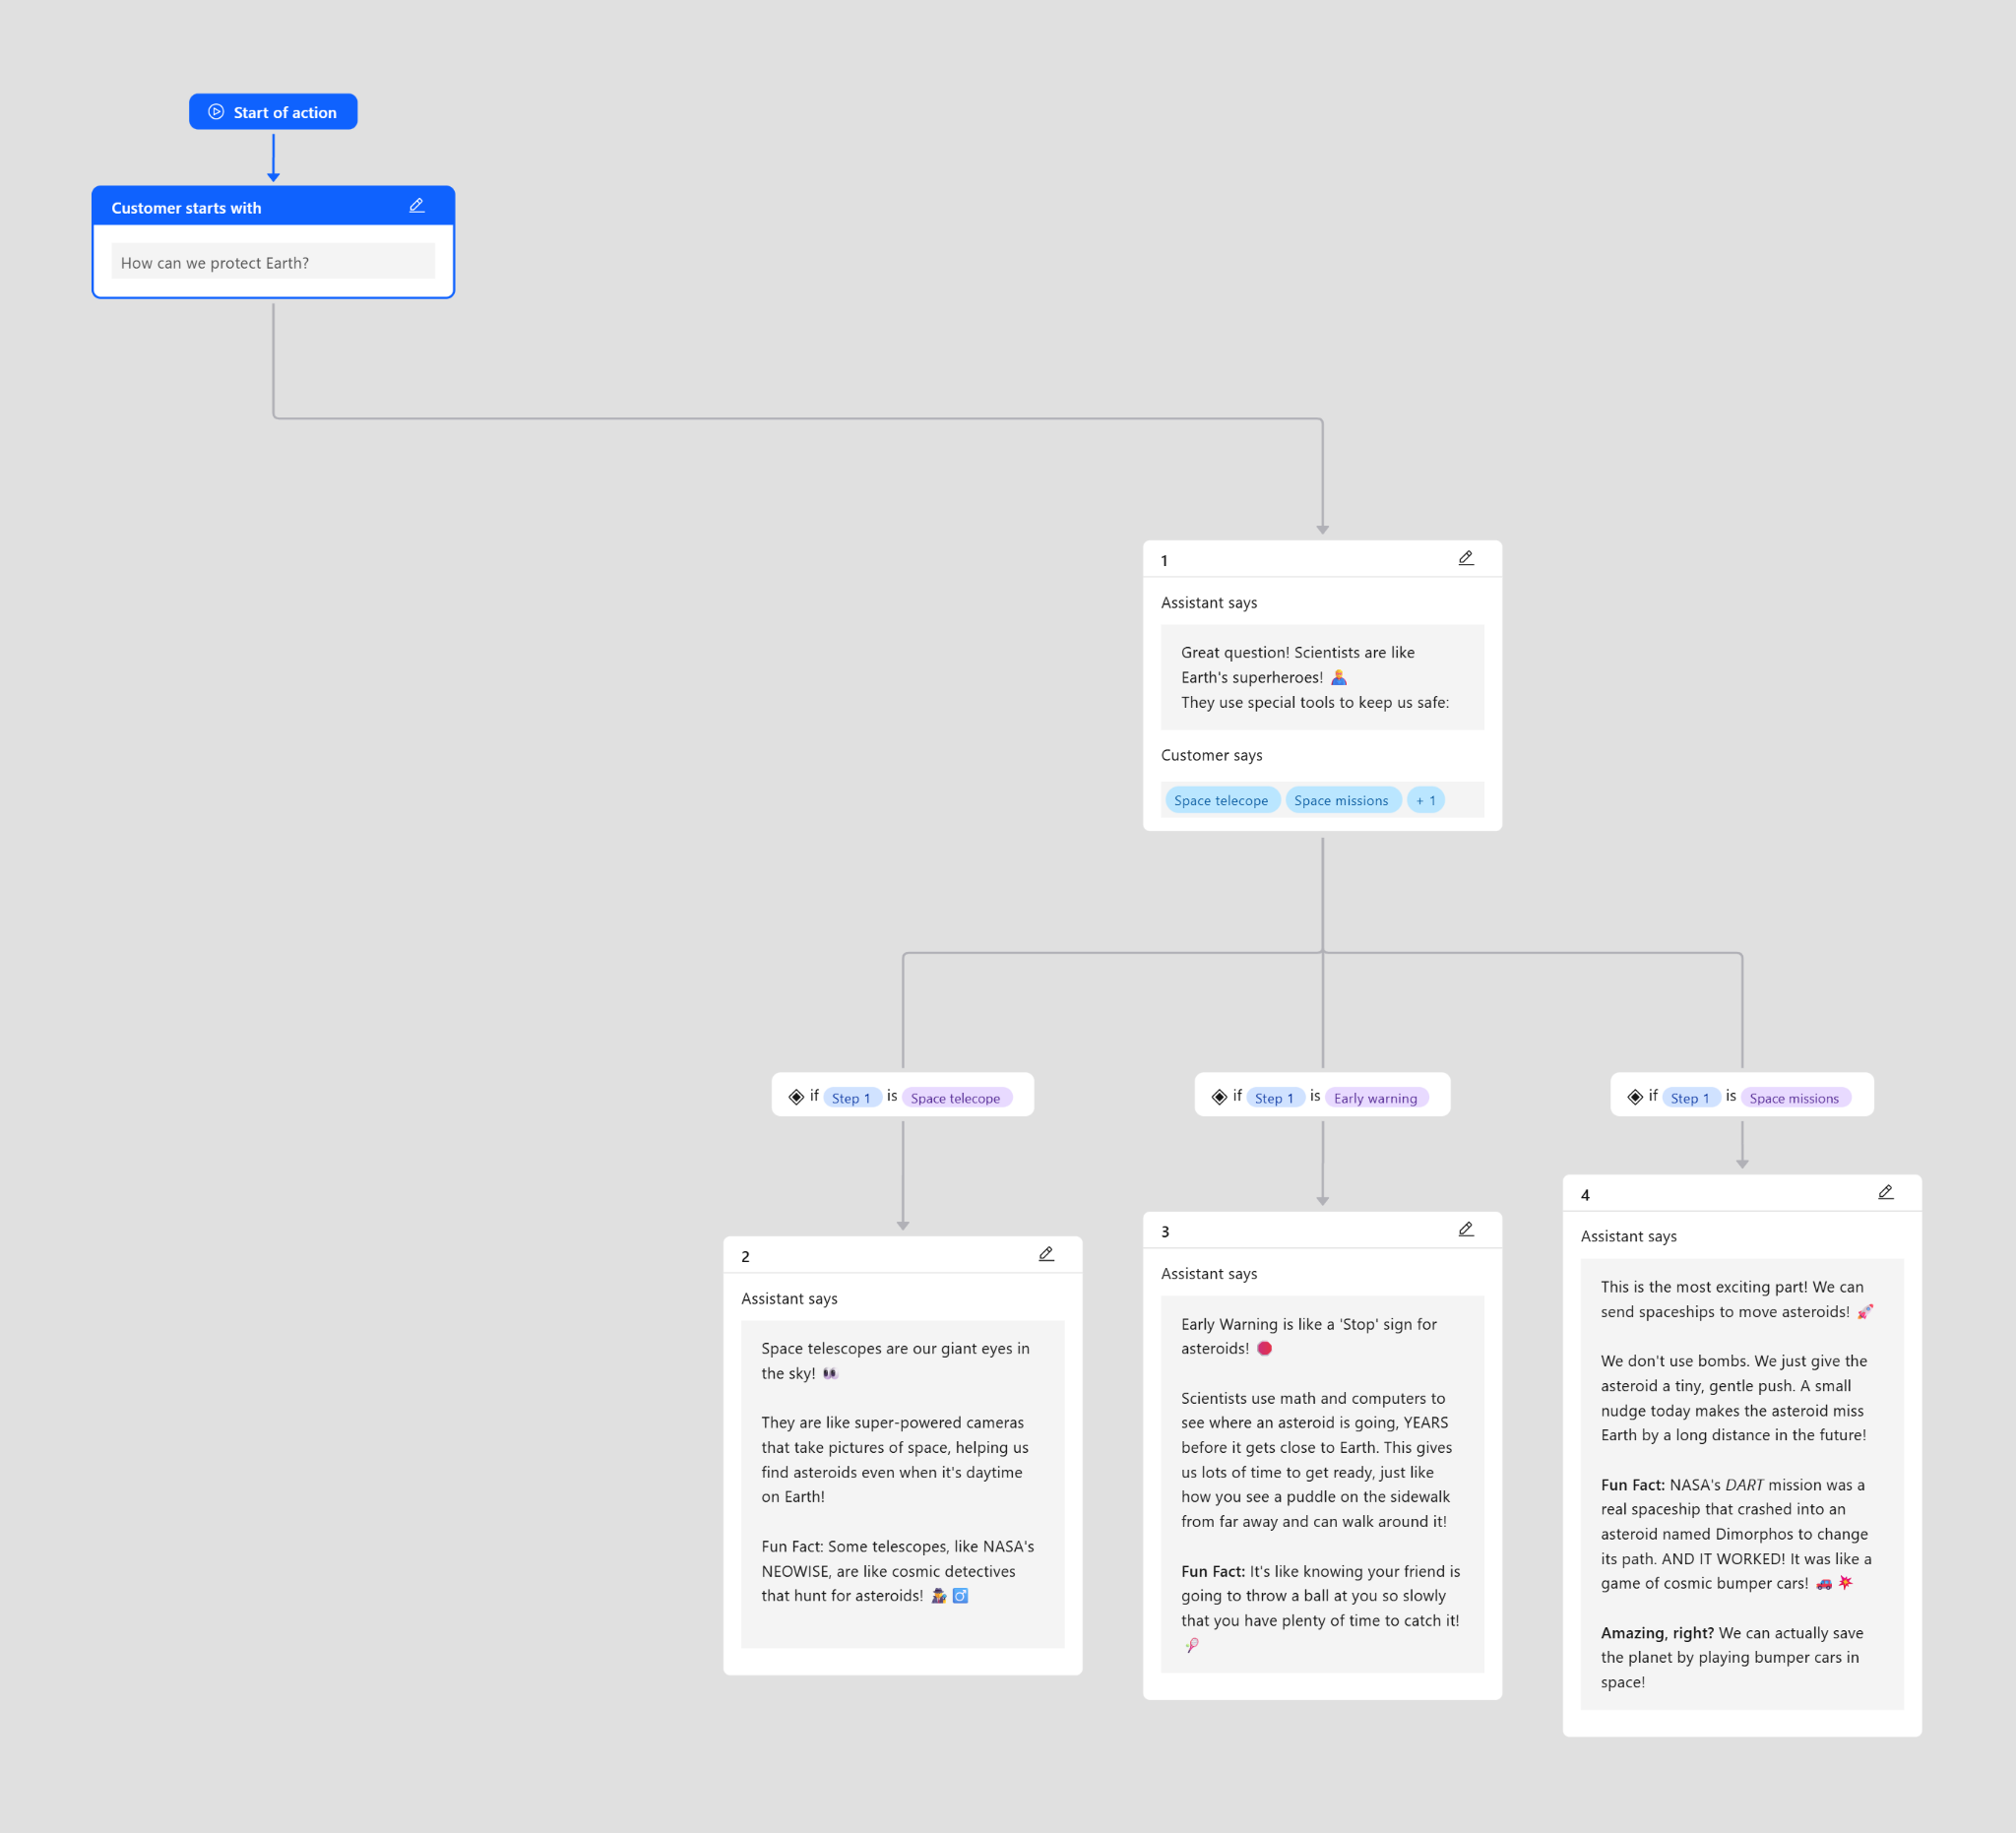 Start of action
Customer starts with
How can we protect Earth?
1
Assistant says
Great question! Scientists are like
Earth's superheroes! 🦸
They use special tools to keep us safe:
Customer says
Space telecope Space missions + 1
if Step 1 is Space telecope
if Step 1 is Early warning
if Step 1 is Space missions
2
Assistant says
Space telescopes are our giant eyes in
the sky! 👀
They are like super-powered cameras
that take pictures of space, helping us
find asteroids even when it's daytime
on Earth!
Fun Fact: Some telescopes, like NASA's
NEOWISE, are like cosmic detectives
that hunt for asteroids! 🕵️ ♂️
3
Assistant says
Early Warning is like a 'Stop' sign for
asteroids! 🛑
Scientists use math and computers to
see where an asteroid is going, YEARS
before it gets close to Earth. This gives
us lots of time to get ready, just like
how you see a puddle on the sidewalk
from far away and can walk around it!
Fun Fact: It's like knowing your friend is
going to throw a ball at you so slowly
that you have plenty of time to catch it!
🎾
4
Assistant says
This is the most exciting part! We can
send spaceships to move asteroids! 🚀
We don't use bombs. We just give the
asteroid a tiny, gentle push. A small
nudge today makes the asteroid miss
Earth by a long distance in the future!
Fun Fact: NASA's DART mission was a
real spaceship that crashed into an
asteroid named Dimorphos to change
its path. AND IT WORKED! It was like a
game of cosmic bumper cars! 🚗 💥
Amazing, right? We can actually save
the planet by playing bumper cars in
space!